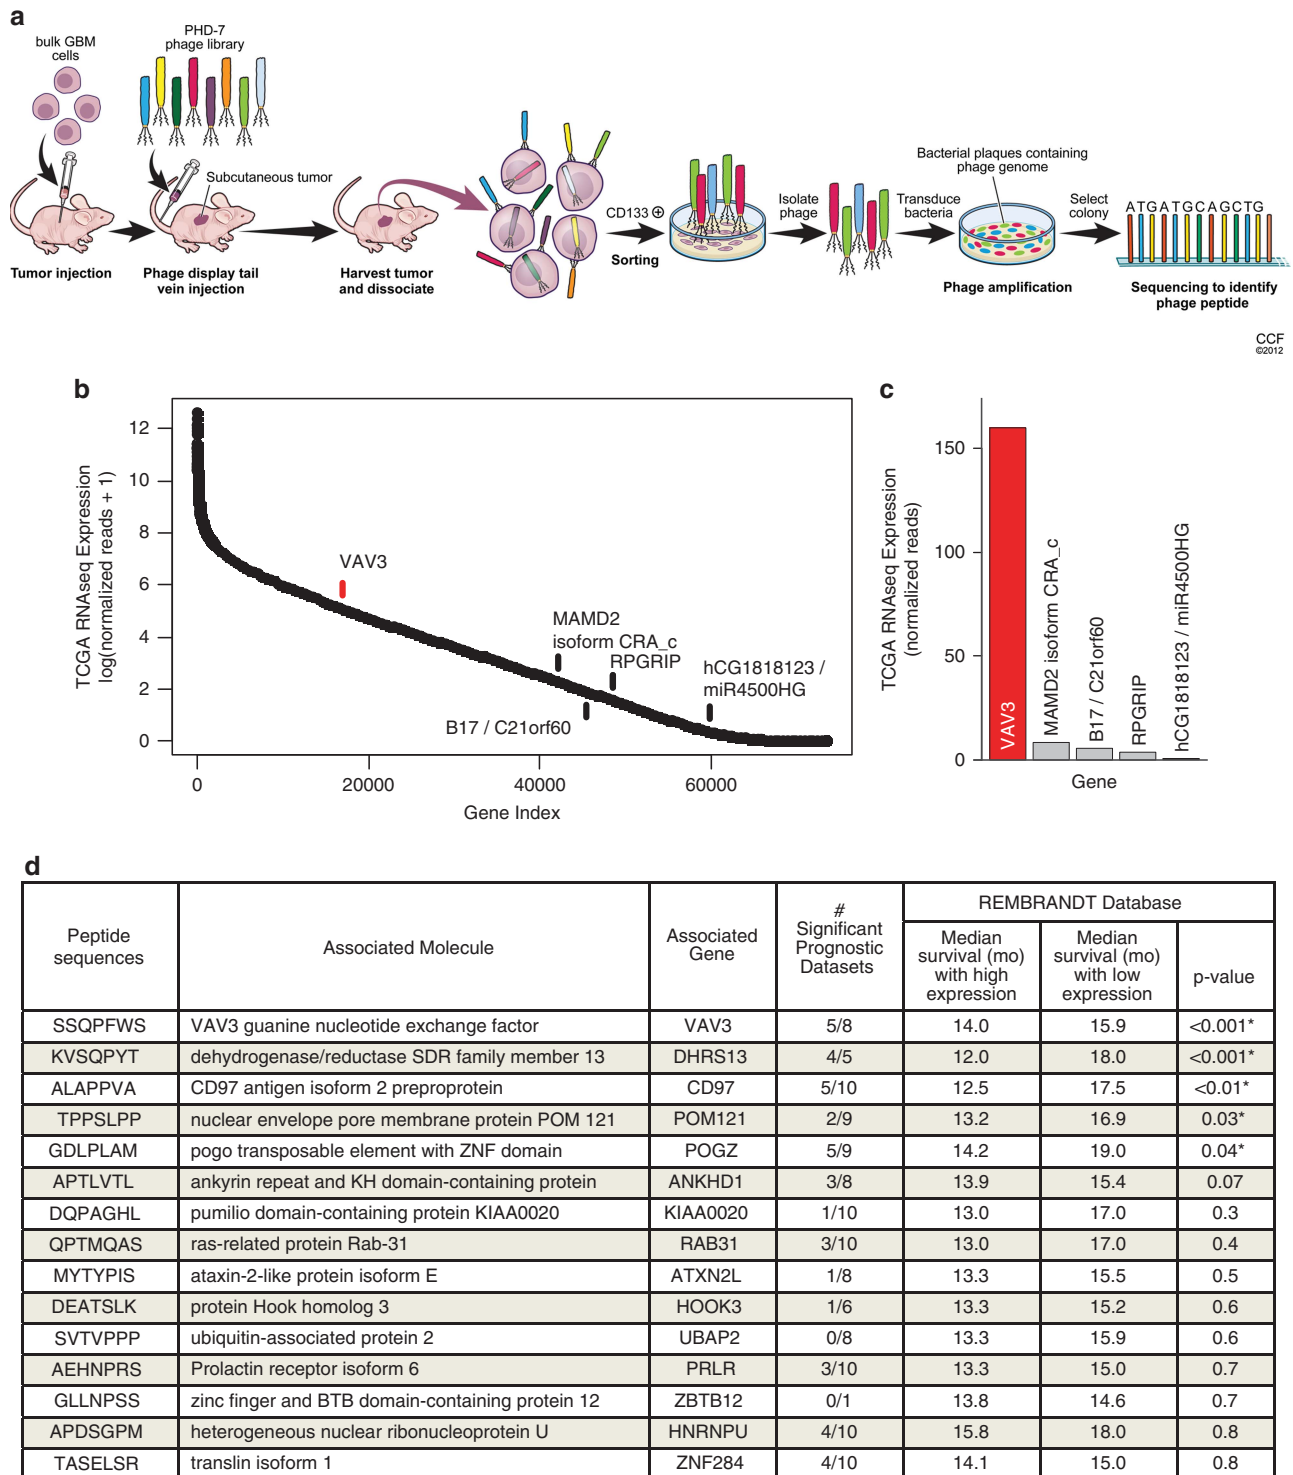 a
bulk GBM
cells
PHD-7
phage library
Subcutaneous tumor
Tumor injection
Phage display tail
vein injection
Harvest tumor
and dissociate
CD133 ⊕
Sorting
Isolate
phage
Transduce
bacteria
Bacterial plaques containing
phage genome
Phage amplification
Select
colony
ATGATGCAGCTG
Sequencing to identify
phage peptide
CCF
©2012
b
TCGA RNAseq Expression
log(normalized reads + 1)
12
10
8
6
4
2
0
VAV3
MAMD2
isoform CRA_c
RPGRIP
hCG1818123 /
miR4500HG
B17 / C21orf60
0 20000 40000 60000
Gene Index
c
TCGA RNAseq Expression
(normalized reads)
150
100
50
0
VAV3
MAMD2 isoform CRA_c
B17 / C21orf60
RPGRIP
hCG1818123 / miR4500HG
Gene
d
Peptide
sequences
Associated Molecule
Associated
Gene
#
Significant
Prognostic
Datasets
REMBRANDT Database
Median
survival (mo)
with high
expression
Median
survival (mo)
with low
expression
p-value
SSQPFWS VAV3 guanine nucleotide exchange factor VAV3 5/8 14.0 15.9 <0.001*
KVSQPYT dehydrogenase/reductase SDR family member 13 DHRS13 4/5 12.0 18.0 <0.001*
ALAPPVA CD97 antigen isoform 2 preproprotein CD97 5/10 12.5 17.5 <0.01*
TPPSLPP nuclear envelope pore membrane protein POM 121 POM121 2/9 13.2 16.9 0.03*
GDLPLAM pogo transposable element with ZNF domain POGZ 5/9 14.2 19.0 0.04*
APTLVTL ankyrin repeat and KH domain-containing protein ANKHD1 3/8 13.9 15.4 0.07
DQPAGHL pumilio domain-containing protein KIAA0020 KIAA0020 1/10 13.0 17.0 0.3
QPTMQAS ras-related protein Rab-31 RAB31 3/10 13.0 17.0 0.4
MYTYPIS ataxin-2-like protein isoform E ATXN2L 1/8 13.3 15.5 0.5
DEATSLK protein Hook homolog 3 HOOK3 1/6 13.3 15.2 0.6
SVTVPPP ubiquitin-associated protein 2 UBAP2 0/8 13.3 15.9 0.6
AEHNPRS Prolactin receptor isoform 6 PRLR 3/10 13.3 15.0 0.7
GLLNPSS zinc finger and BTB domain-containing protein 12 ZBTB12 0/1 13.8 14.6 0.7
APDSGPM heterogeneous nuclear ribonucleoprotein U HNRNPU 4/10 15.8 18.0 0.8
TASELSR translin isoform 1 ZNF284 4/10 14.1 15.0 0.8